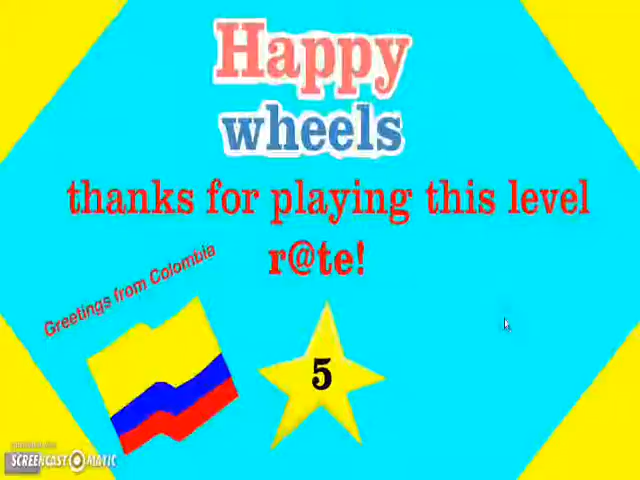 Happy
wheels
thanks for playing this level
r@te!
Greetings from Colombia
5
SCREENCAST MATIC